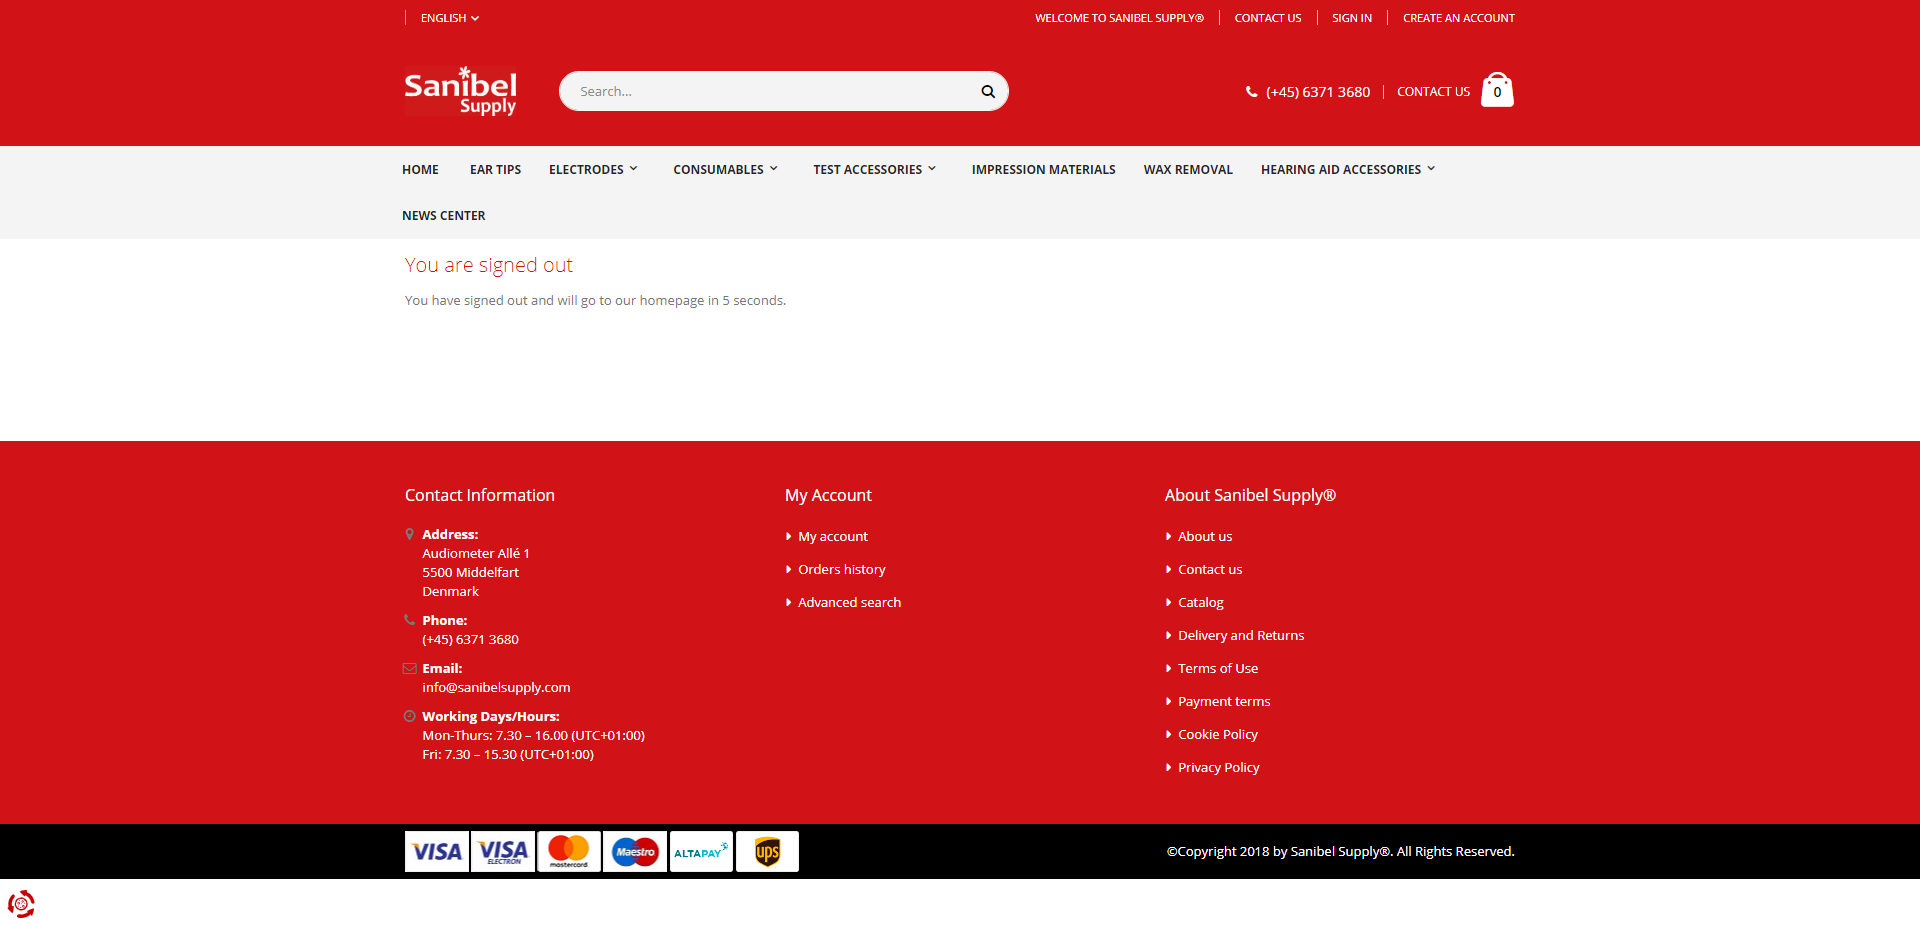 ENGLISH
WELCOME TO SANIBEL SUPPLY®
CONTACT US
SIGN IN
CREATE AN ACCOUNT
Sanibel
Supply
Search...
(+45) 6371 3680
CONTACT US
0
HOME
EAR TIPS
ELECTRODES
CONSUMABLES
TEST ACCESSORIES
IMPRESSION MATERIALS
WAX REMOVAL
HEARING AID ACCESSORIES
NEWS CENTER
You are signed out
You have signed out and will go to our homepage in 5 seconds.
Contact Information
Address:
Audiometer Allé 1
5500 Middelfart
Denmark
Phone:
(+45) 6371 3680
Email:
info@sanibelsupply.com
Working Days/Hours:
Mon-Thurs: 7.30 – 16.00 (UTC+01:00)
Fri: 7.30 – 15.30 (UTC+01:00)
My Account
My account
Orders history
Advanced search
About Sanibel Supply®
About us
Contact us
Catalog
Delivery and Returns
Terms of Use
Payment terms
Cookie Policy
Privacy Policy
VISA
VISA
ELECTRON
mastercard
Maestro
ALTAPAY
ups
©Copyright 2018 by Sanibel Supply®. All Rights Reserved.